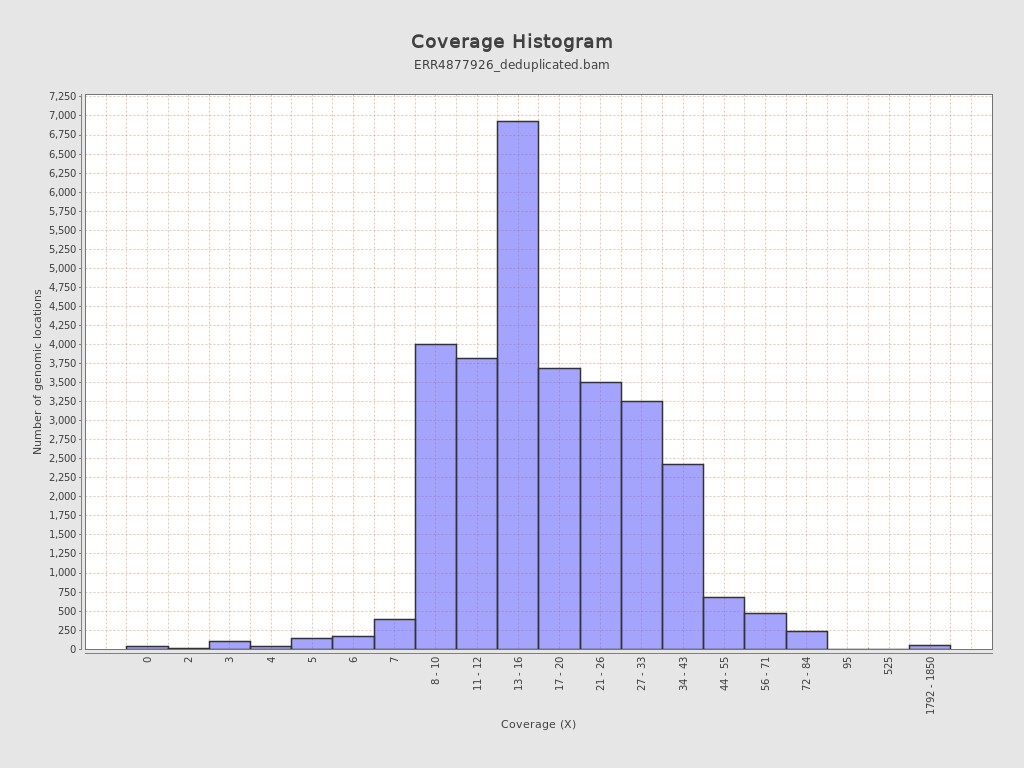 Coverage Histogram
ERR4877926_deduplicated.bam
7,250
7,000
6,750
6,500
6,250
6,000
5,750
5,500
5,250
5,000
4,750
4,500
4,250
4,000
3,750
3,500
3,250
3,000
2,750
2,500
2,250
2,000
1,750
1,500
1,250
1,000
750
500
250
0
Number of genomic locations
0
2
3
4
5
6
7
8 - 10
11 - 12
13 - 16
17 - 20
21 - 26
27 - 33
34 - 43
44 - 55
56 - 71
72 - 84
95
525
1792 - 1850
Coverage (X)